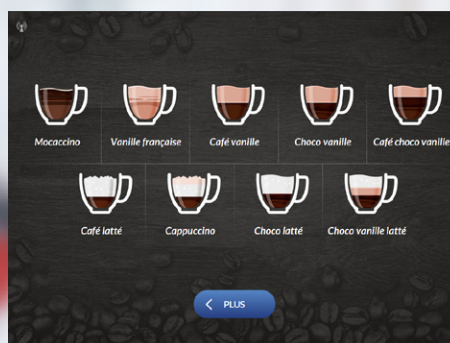 Mocaccino
Vanille française
Café vanille
Choco vanille
Café choco vanille
Café latté
Cappuccino
Choco latté
Choco vanille latté
PLUS